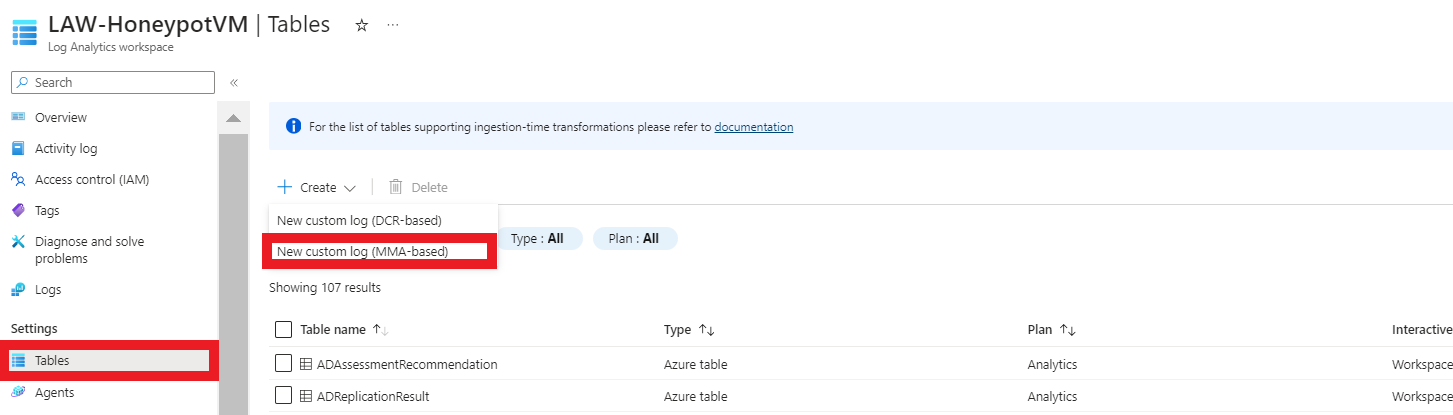 LAW-HoneypotVM | Tables ☆ ...
Log Analytics workspace
Search «
Overview
Activity log
Access control (IAM)
Tags
Diagnose and solve
problems
Logs
Settings
Tables
Agents
For the list of tables supporting ingestion-time transformations please refer to documentation
+ Create Delete
New custom log (DCR-based)
New custom log (MMA-based)
Type : All Plan : All
Showing 107 results
Table name ↑↓ Type ↑↓ Plan ↑↓ Interactive
ADAssessmentRecommendation Azure table Analytics Workspace
ADReplicationResult Azure table Analytics Workspace